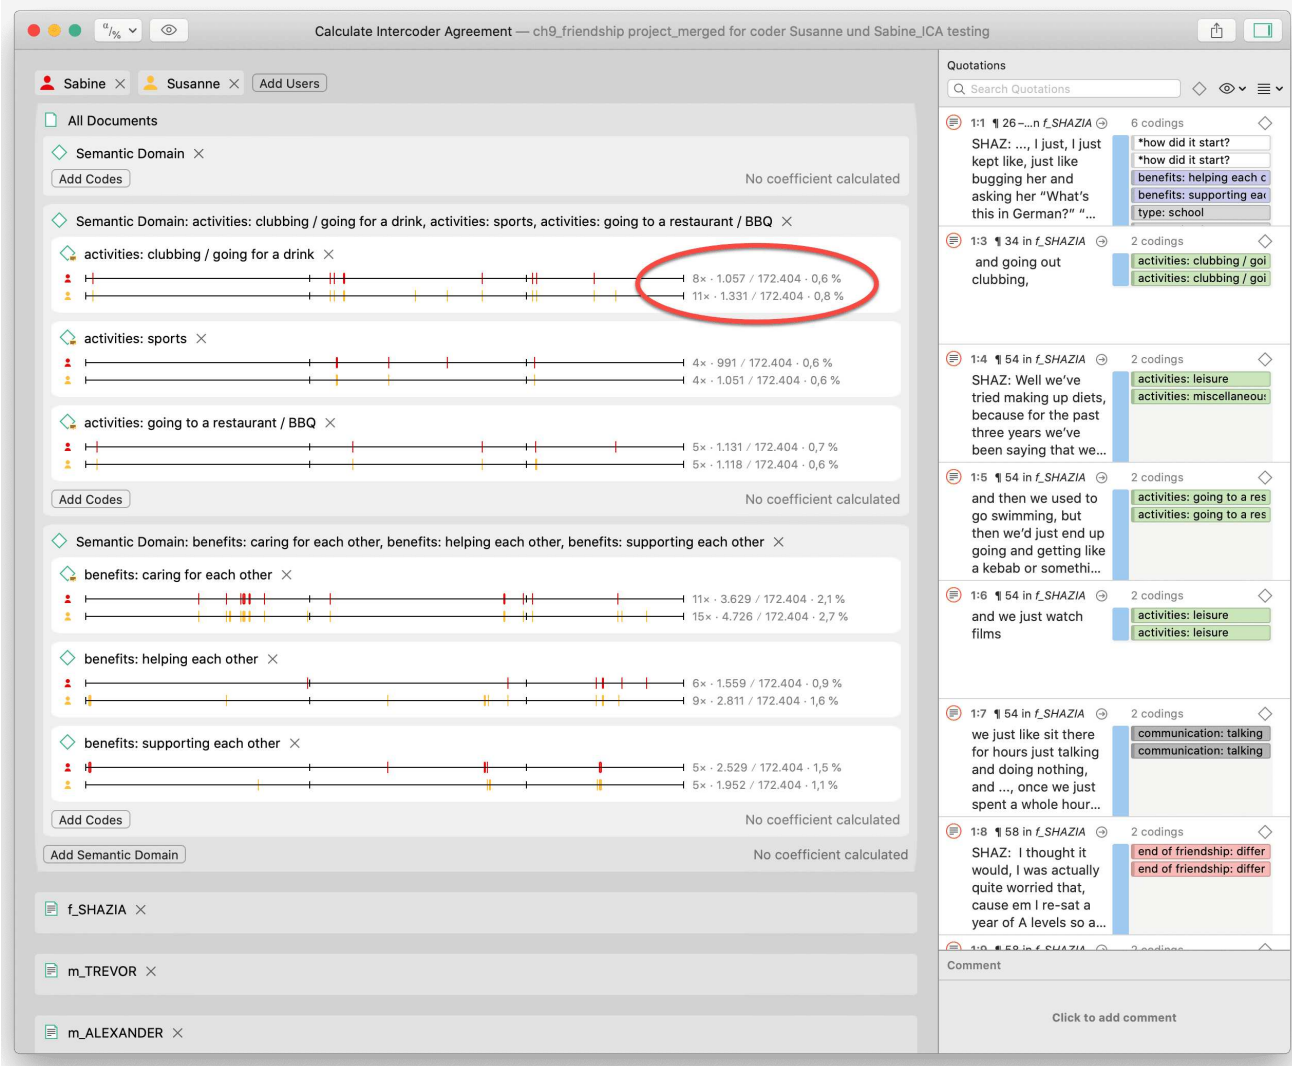 α/%
Calculate Intercoder Agreement — ch9_friendship project_merged for coder Susanne und Sabine_ICA testing
Sabine
Susanne
Add Users
All Documents
Semantic Domain
Add Codes
No coefficient calculated
Semantic Domain: activities: clubbing / going for a drink, activities: sports, activities: going to a restaurant / BBQ
activities: clubbing / going for a drink
8× · 1.057 / 172.404 · 0,6 %
11× · 1.331 / 172.404 · 0,8 %
activities: sports
4× · 991 / 172.404 · 0,6 %
4× · 1.051 / 172.404 · 0,6 %
activities: going to a restaurant / BBQ
5× · 1.131 / 172.404 · 0,7 %
5× · 1.118 / 172.404 · 0,6 %
Add Codes
No coefficient calculated
Semantic Domain: benefits: caring for each other, benefits: helping each other, benefits: supporting each other
benefits: caring for each other
11× · 3.629 / 172.404 · 2,1 %
15× · 4.726 / 172.404 · 2,7 %
benefits: helping each other
6× · 1.559 / 172.404 · 0,9 %
9× · 2.811 / 172.404 · 1,6 %
benefits: supporting each other
5× · 2.529 / 172.404 · 1,5 %
5× · 1.952 / 172.404 · 1,1 %
Add Codes
No coefficient calculated
Add Semantic Domain
No coefficient calculated
f_SHAZIA
m_TREVOR
m_ALEXANDER
Quotations
Search Quotations
1:1 ¶ 26 –...n f_SHAZIA
6 codings
SHAZ: ..., I just, I just
kept like, just like
bugging her and
asking her “What’s
this in German?” “...
*how did it start?
*how did it start?
benefits: helping each c
benefits: supporting eac
type: school
1:3 ¶ 34 in f_SHAZIA
2 codings
and going out
clubbing,
activities: clubbing / goi
activities: clubbing / goi
1:4 ¶ 54 in f_SHAZIA
2 codings
SHAZ: Well we’ve
tried making up diets,
because for the past
three years we’ve
been saying that we...
activities: leisure
activities: miscellaneous
1:5 ¶ 54 in f_SHAZIA
2 codings
and then we used to
go swimming, but
then we’d just end up
going and getting like
a kebab or somethi...
activities: going to a res
activities: going to a res
1:6 ¶ 54 in f_SHAZIA
2 codings
and we just watch
films
activities: leisure
activities: leisure
1:7 ¶ 54 in f_SHAZIA
2 codings
we just like sit there
for hours just talking
and doing nothing,
and ..., once we just
spent a whole hour...
communication: talking
communication: talking
1:8 ¶ 58 in f_SHAZIA
2 codings
SHAZ: I thought it
would, I was actually
quite worried that,
cause em I re-sat a
year of A levels so a...
end of friendship: differ
end of friendship: differ
1:9 ¶ 58 in f_SHAZIA
2 codings
Comment
Click to add comment